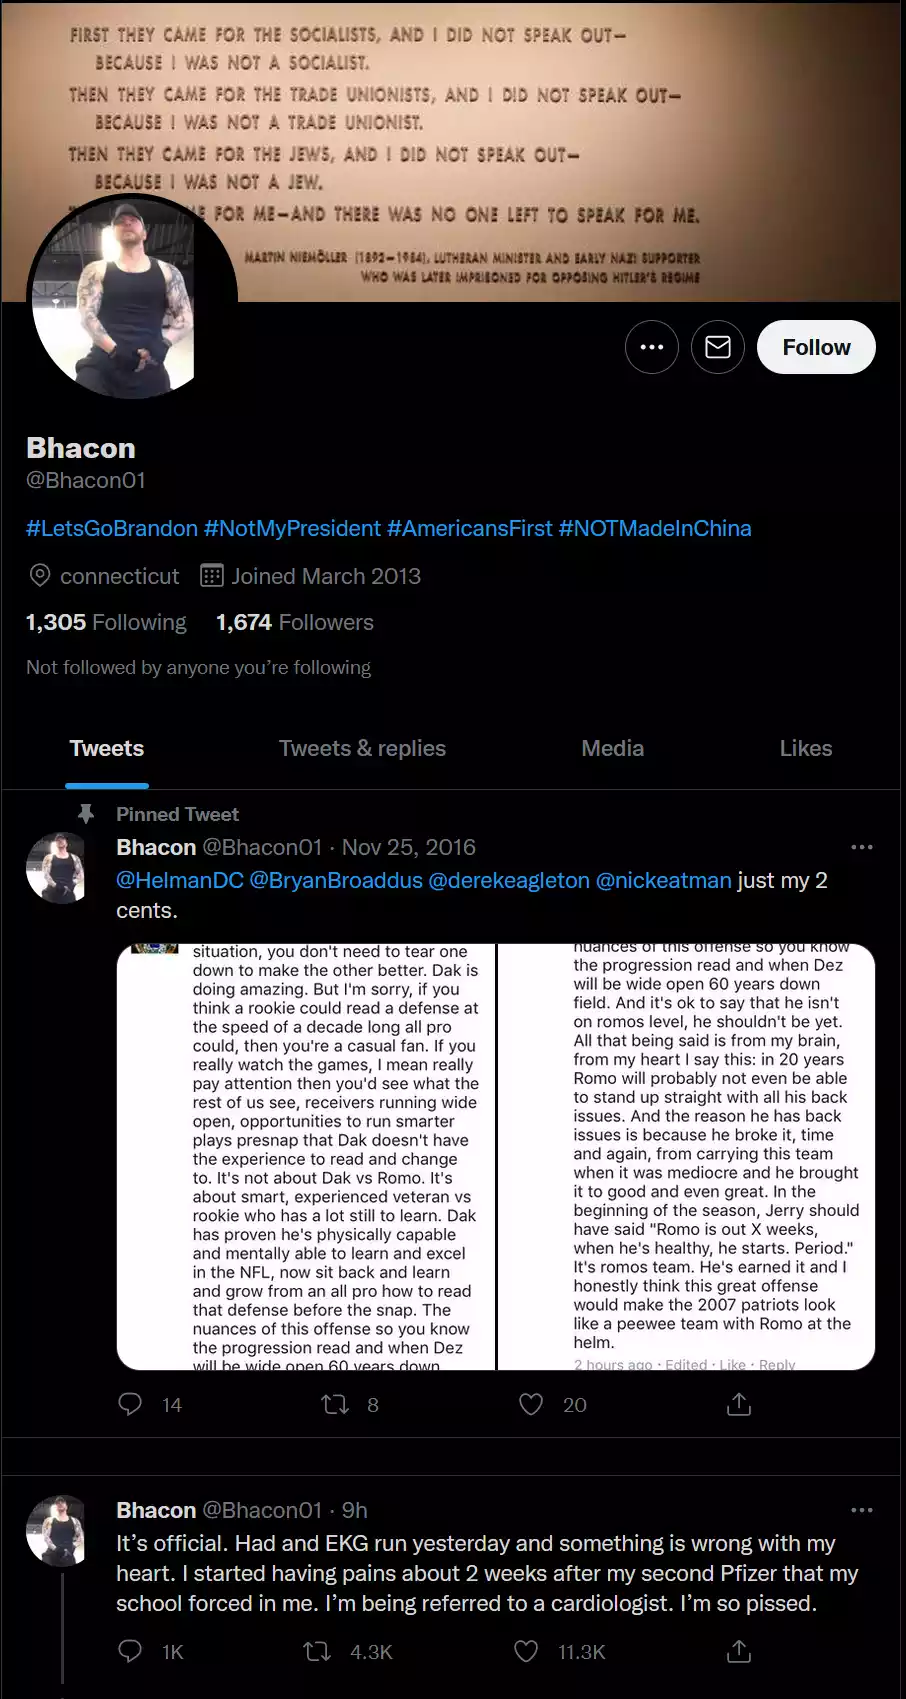 FIRST THEY CAME FOR THE SOCIALISTS, AND I DID NOT SPEAK OUT—
BECAUSE I WAS NOT A SOCIALIST.
THEN THEY CAME FOR THE TRADE UNIONISTS, AND I DID NOT SPEAK OUT—
BECAUSE I WAS NOT A TRADE UNIONIST.
THEN THEY CAME FOR THE JEWS, AND I DID NOT SPEAK OUT—
BECAUSE I WAS NOT A JEW.
FOR ME—AND THERE WAS NO ONE LEFT TO SPEAK FOR ME.
MARTIN NIEMÖLLER (1892–1984), LUTHERAN MINISTER AND EARLY NAZI SUPPORTER
WHO WAS LATER IMPRISONED FOR OPPOSING HITLER'S REGIME
Follow
Bhacon
@Bhacon01
#LetsGoBrandon #NotMyPresident #AmericansFirst #NOTMadeInChina
connecticut Joined March 2013
1,305 Following 1,674 Followers
Not followed by anyone you're following
Tweets Tweets & replies Media Likes
Pinned Tweet
Bhacon @Bhacon01 · Nov 25, 2016
@HelmanDC @BryanBroaddus @derekeagleton @nickeatman just my 2
cents.
situation, you don't need to tear one
down to make the other better. Dak is
doing amazing. But I'm sorry, if you
think a rookie could read a defense at
the speed of a decade long all pro
could, then you're a casual fan. If you
really watch the games, I mean really
pay attention then you'd see what the
rest of us see, receivers running wide
open, opportunities to run smarter
plays presnap that Dak doesn't have
the experience to read and change
to. It's not about Dak vs Romo. It's
about smart, experienced veteran vs
rookie who has a lot still to learn. Dak
has proven he's physically capable
and mentally able to learn and excel
in the NFL, now sit back and learn
and grow from an all pro how to read
that defense before the snap. The
nuances of this offense so you know
the progression read and when Dez
will be wide open 60 years down
nuances of this offense so you know
the progression read and when Dez
will be wide open 60 years down
field. And it's ok to say that he isn't
on romos level, he shouldn't be yet.
All that being said is from my brain,
from my heart I say this: in 20 years
Romo will probably not even be able
to stand up straight with all his back
issues. And the reason he has back
issues is because he broke it, time
and again, from carrying this team
when it was mediocre and he brought
it to good and even great. In the
beginning of the season, Jerry should
have said "Romo is out X weeks,
when he's healthy, he starts. Period."
It's romos team. He's earned it and I
honestly think this great offense
would make the 2007 patriots look
like a peewee team with Romo at the
helm.
2 hours ago · Edited · Like · Reply
14 8 20
Bhacon @Bhacon01 · 9h
It's official. Had and EKG run yesterday and something is wrong with my
heart. I started having pains about 2 weeks after my second Pfizer that my
school forced in me. I'm being referred to a cardiologist. I'm so pissed.
1K 4.3K 11.3K